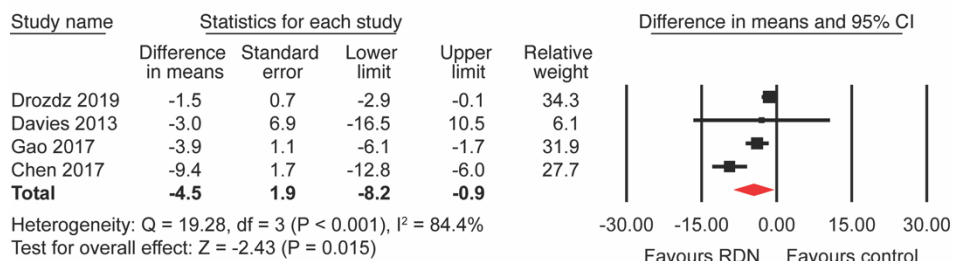 Study name Statistics for each study Difference in means and 95% CI
Difference in means Standard error Lower limit Upper limit Relative weight
Drozdz 2019 -1.5 0.7 -2.9 -0.1 34.3
Davies 2013 -3.0 6.9 -16.5 10.5 6.1
Gao 2017 -3.9 1.1 -6.1 -1.7 31.9
Chen 2017 -9.4 1.7 -12.8 -6.0 27.7
Total -4.5 1.9 -8.2 -0.9
Heterogeneity: Q = 19.28, df = 3 (P < 0.001), I² = 84.4%
Test for overall effect: Z = -2.43 (P = 0.015)
-30.00 -15.00 0.00 15.00 30.00
Favours RDN Favours control